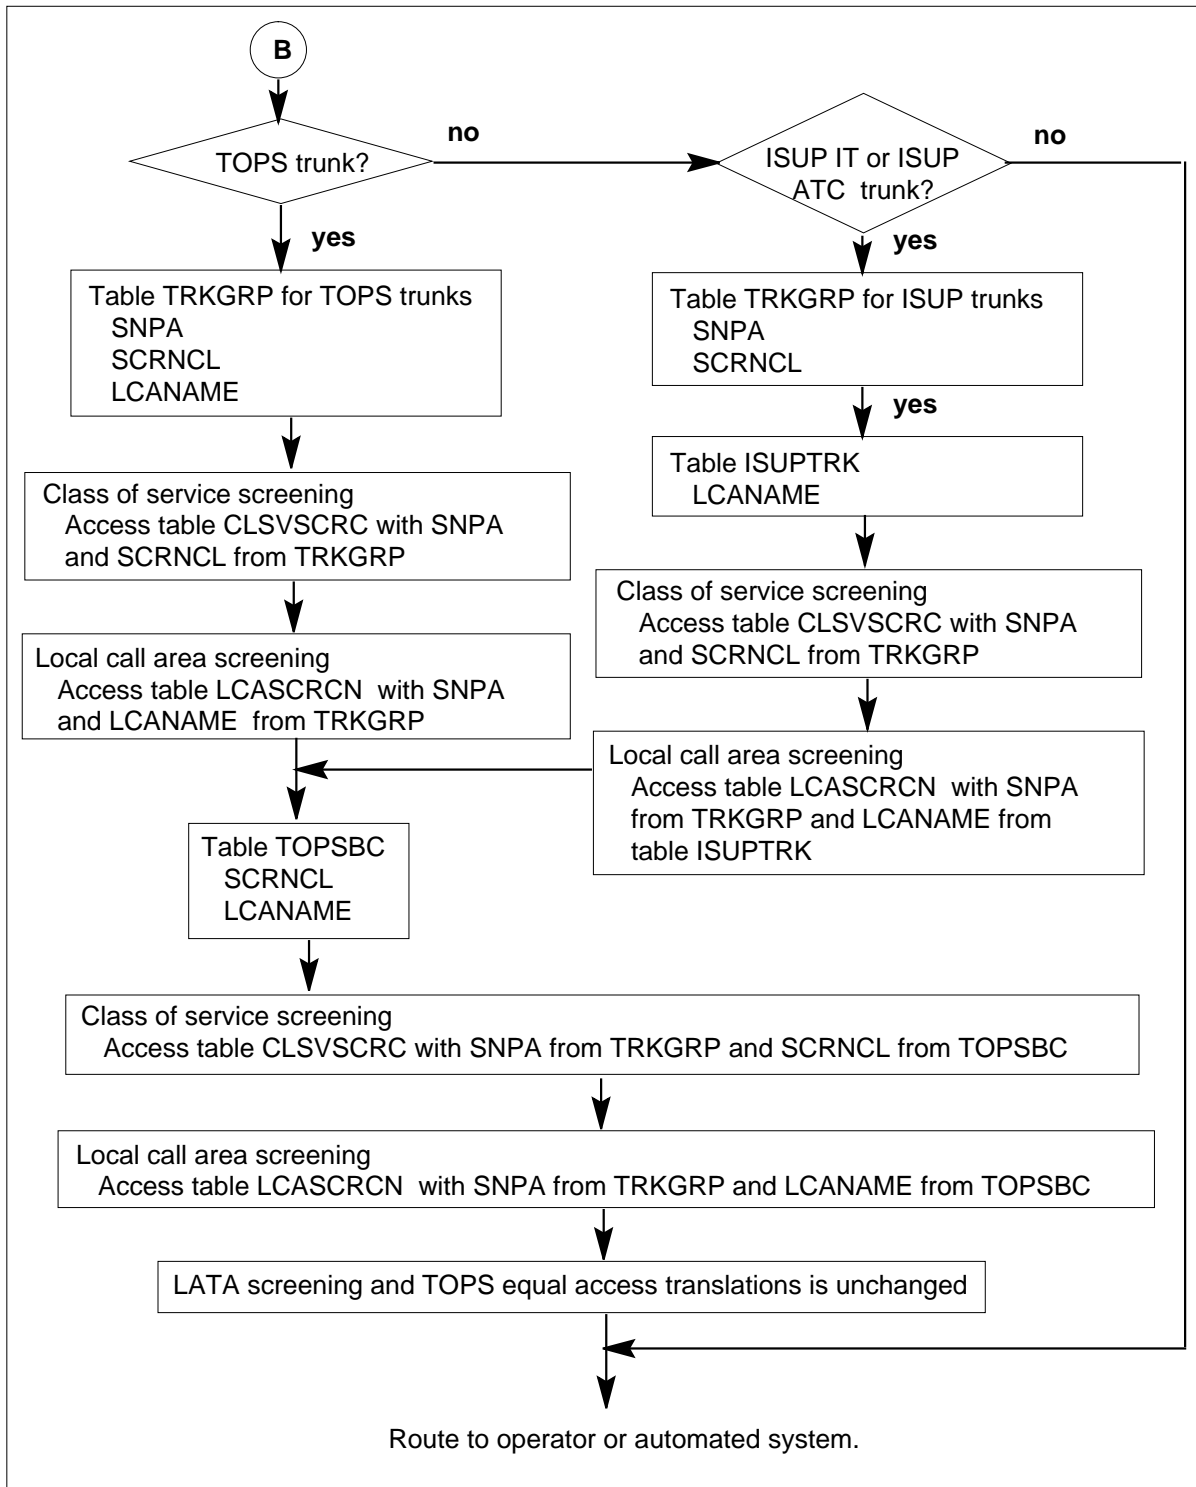 B
TOPS trunk?
no
ISUP IT or ISUP
ATC trunk?
no
yes
yes
Table TRKGRP for TOPS trunks
SNPA
SCRNCL
LCANAME
Table TRKGRP for ISUP trunks
SNPA
SCRNCL
yes
Table ISUPTRK
LCANAME
Class of service screening
Access table CLSVSCRC with SNPA
and SCRNCL from TRKGRP
Class of service screening
Access table CLSVSCRC with SNPA
and SCRNCL from TRKGRP
Local call area screening
Access table LCASCRCN with SNPA
and LCANAME from TRKGRP
Local call area screening
Access table LCASCRCN with SNPA
from TRKGRP and LCANAME from
table ISUPTRK
Table TOPSBC
SCRNCL
LCANAME
Class of service screening
Access table CLSVSCRC with SNPA from TRKGRP and SCRNCL from TOPSBC
Local call area screening
Access table LCASCRCN with SNPA from TRKGRP and LCANAME from TOPSBC
LATA screening and TOPS equal access translations is unchanged
Route to operator or automated system.